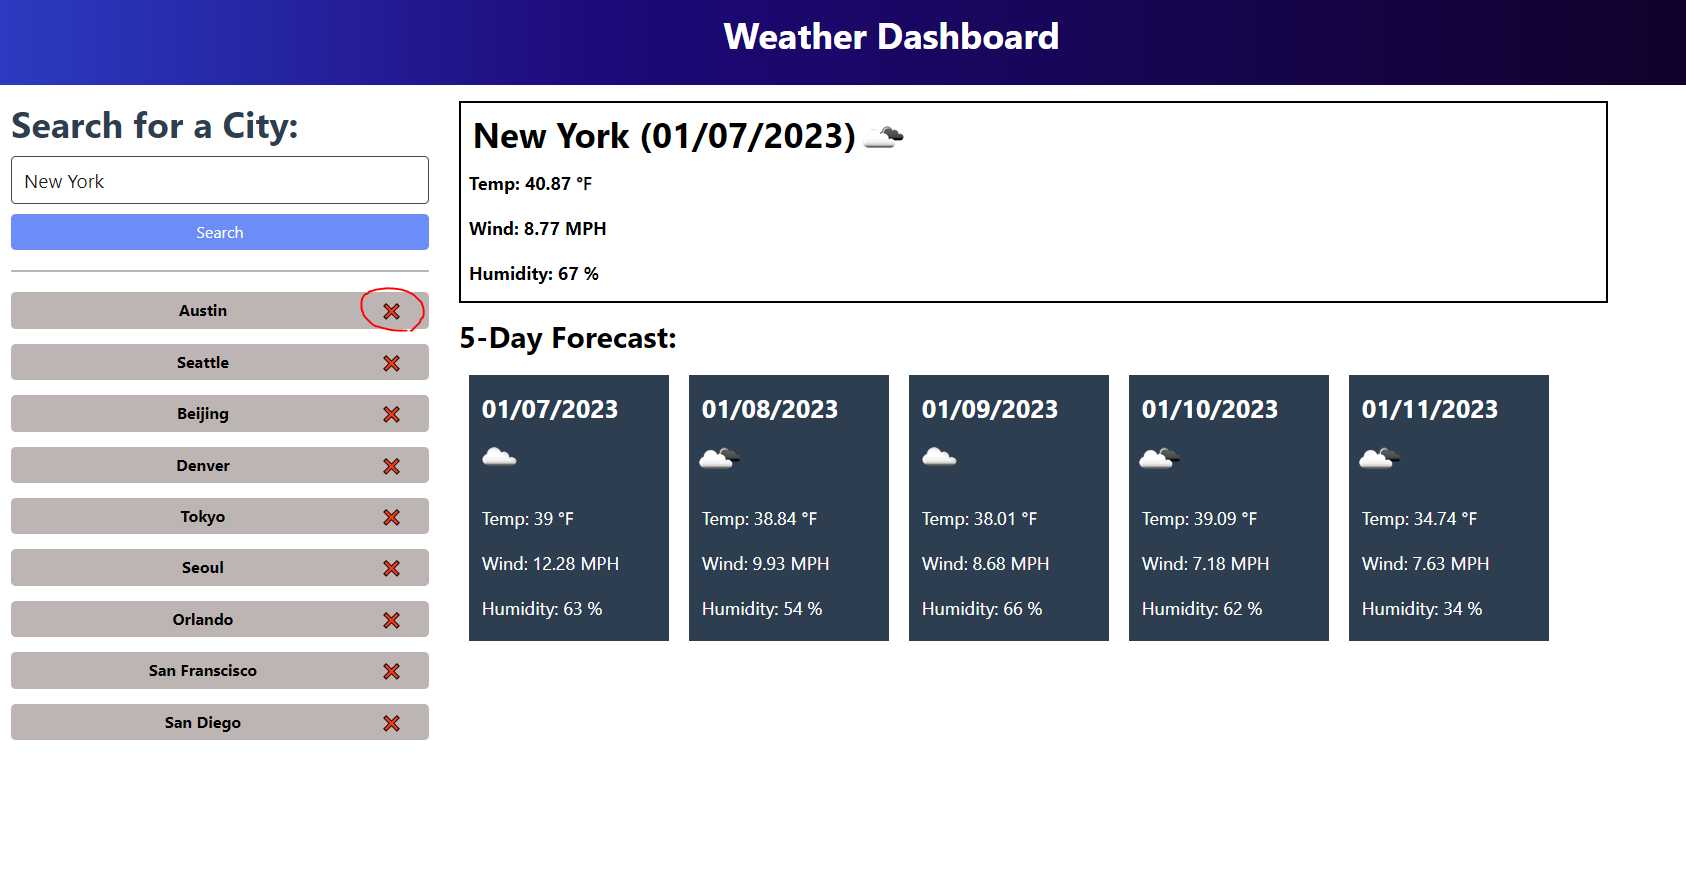 Weather Dashboard
Search for a City:
New York
Search
Austin
Seattle
Beijing
Denver
Tokyo
Seoul
Orlando
San Franscisco
San Diego
New York (01/07/2023)
Temp: 40.87 °F
Wind: 8.77 MPH
Humidity: 67 %
5-Day Forecast:
01/07/2023
Temp: 39 °F
Wind: 12.28 MPH
Humidity: 63 %
01/08/2023
Temp: 38.84 °F
Wind: 9.93 MPH
Humidity: 54 %
01/09/2023
Temp: 38.01 °F
Wind: 8.68 MPH
Humidity: 66 %
01/10/2023
Temp: 39.09 °F
Wind: 7.18 MPH
Humidity: 62 %
01/11/2023
Temp: 34.74 °F
Wind: 7.63 MPH
Humidity: 34 %